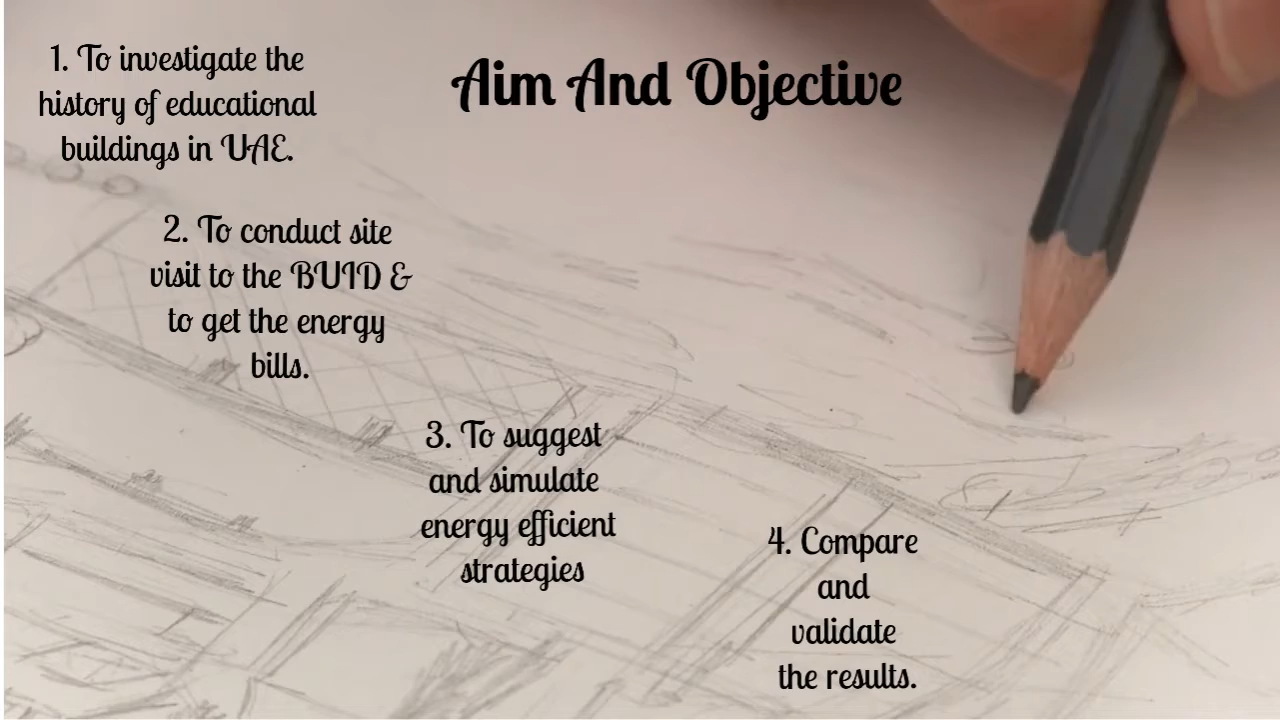 Aim And Objective
1. To investigate the
history of educational
buildings in UAE.
2. To conduct site
visit to the BUID &
to get the energy
bills.
3. To suggest
and simulate
energy efficient
strategies
4. Compare
and
validate
the results.